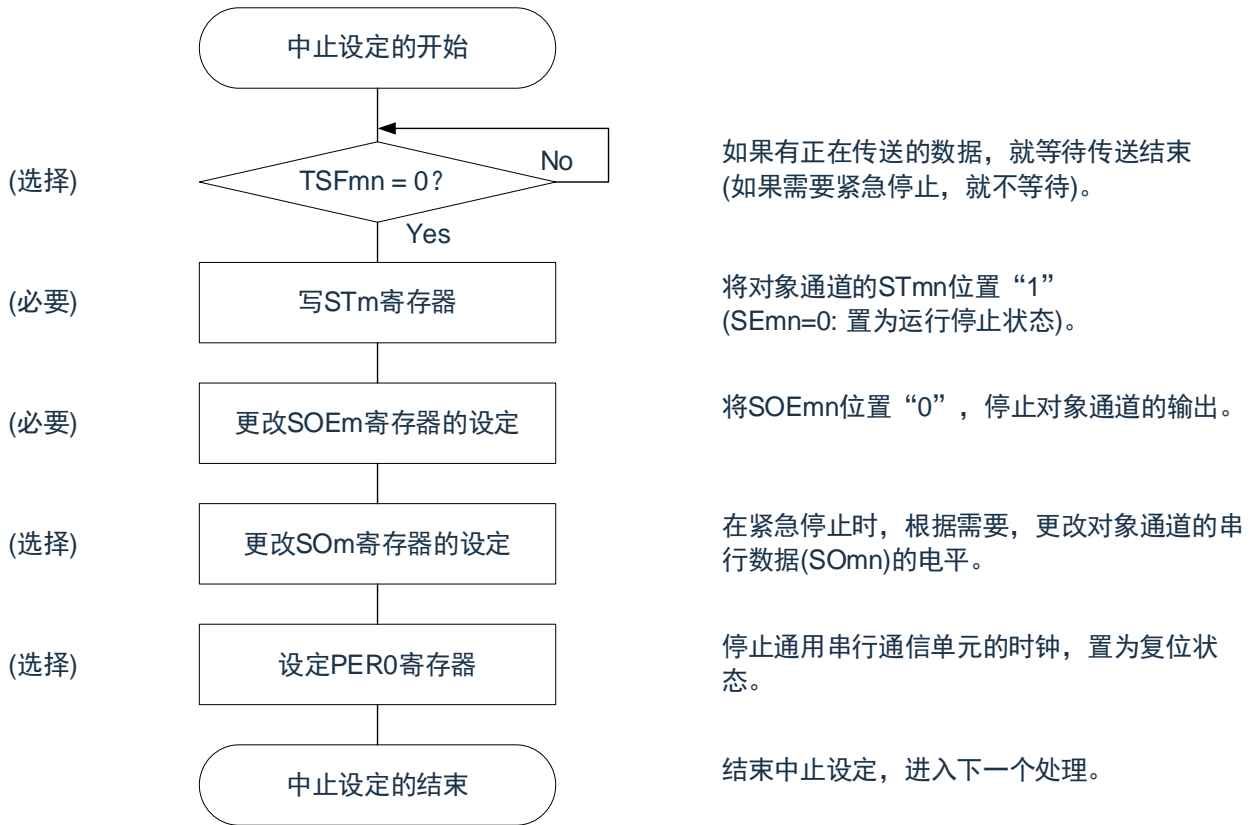 中止设定的开始
(选择)
TSFmn = 0?
No
Yes
如果有正在传送的数据，就等待传送结束
(如果需要紧急停止，就不等待)。
(必要)
写STm寄存器
将对象通道的STmn位置“1”
(SEmn=0: 置为运行停止状态)。
(必要)
更改SOEm寄存器的设定
将SOEmn位置“0”，停止对象通道的输出。
(选择)
更改SOm寄存器的设定
在紧急停止时，根据需要，更改对象通道的串
行数据(SOmn)的电平。
(选择)
设定PER0寄存器
停止通用串行通信单元的时钟，置为复位状
态。
中止设定的结束
结束中止设定，进入下一个处理。